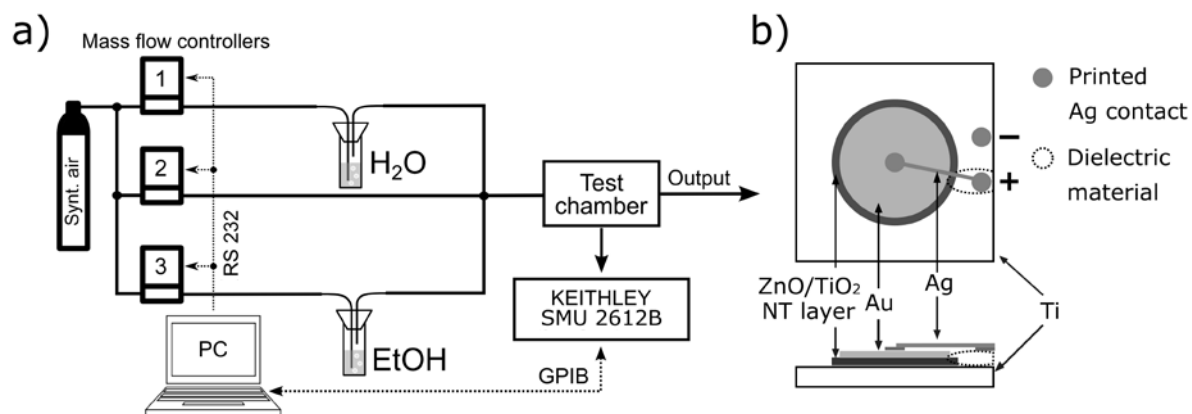 a)
Mass flow controllers
1
2
3
Synt. air
RS 232
H₂O
EtOH
PC
GPIB
Test
chamber
Output
KEITHLEY
SMU 2612B
b)
Printed
Ag contact
−
+
Dielectric
material
ZnO/TiO₂
NT layer
Au
Ag
Ti